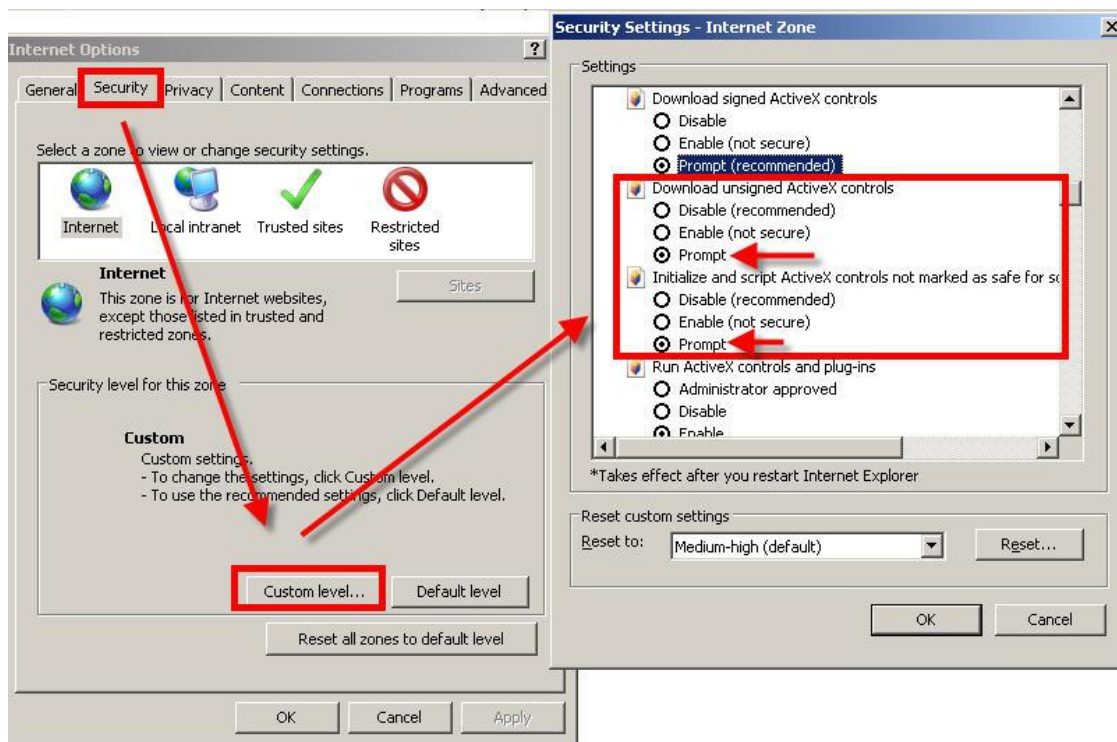 Internet Options
?
General
Security
Privacy
Content
Connections
Programs
Advanced
Select a zone to view or change security settings.
Internet
Local intranet
Trusted sites
Restricted
sites
Internet
This zone is for Internet websites,
except those listed in trusted and
restricted zones.
Sites
Security level for this zone
Custom
Custom settings.
- To change the settings, click Custom level.
- To use the recommended settings, click Default level.
Custom level...
Default level
Reset all zones to default level
OK
Cancel
Apply
Security Settings - Internet Zone
X
Settings
Download signed ActiveX controls
Disable
Enable (not secure)
Prompt (recommended)
Download unsigned ActiveX controls
Disable (recommended)
Enable (not secure)
Prompt
Initialize and script ActiveX controls not marked as safe for
Disable (recommended)
Enable (not secure)
Prompt
Run ActiveX controls and plug-ins
Administrator approved
Disable
Enable
*Takes effect after you restart Internet Explorer
Reset custom settings
Reset to:
Medium-high (default)
Reset...
OK
Cancel